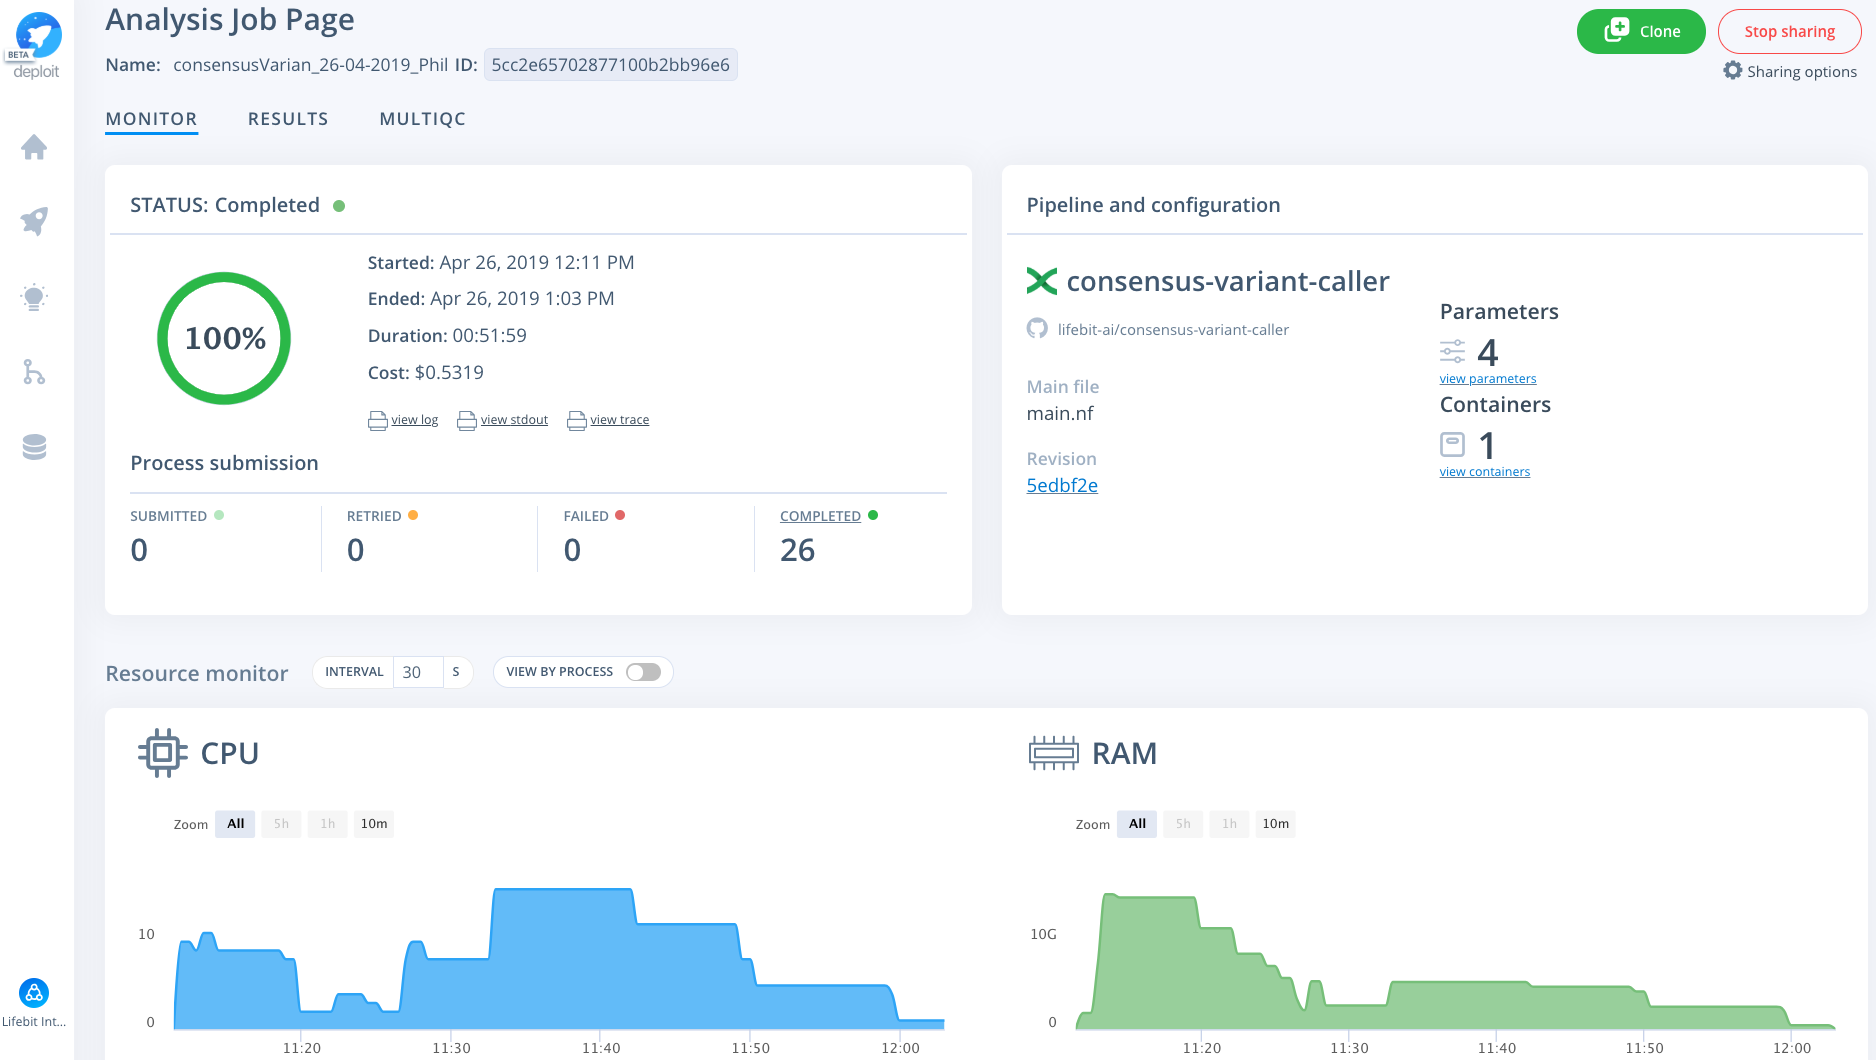 BETA
deploit
Analysis Job Page
Name: consensusVarian_26-04-2019_Phil ID: 5cc2e65702877100b2bb96e6
Clone
Stop sharing
Sharing options
MONITOR RESULTS MULTIQC
STATUS: Completed
100%
Started: Apr 26, 2019 12:11 PM
Ended: Apr 26, 2019 1:03 PM
Duration: 00:51:59
Cost: $0.5319
view log view stdout view trace
Process submission
SUBMITTED RETRIED FAILED COMPLETED
0 0 0 26
Pipeline and configuration
consensus-variant-caller
lifebit-ai/consensus-variant-caller
Main file
main.nf
Revision
5edbf2e
Parameters
4
view parameters
Containers
1
view containers
Resource monitor INTERVAL 30 S VIEW BY PROCESS
CPU
Zoom All 5h 1h 10m
10
0
11:20 11:30 11:40 11:50 12:00
RAM
Zoom All 5h 1h 10m
10G
0
11:20 11:30 11:40 11:50 12:00
Lifebit Int...